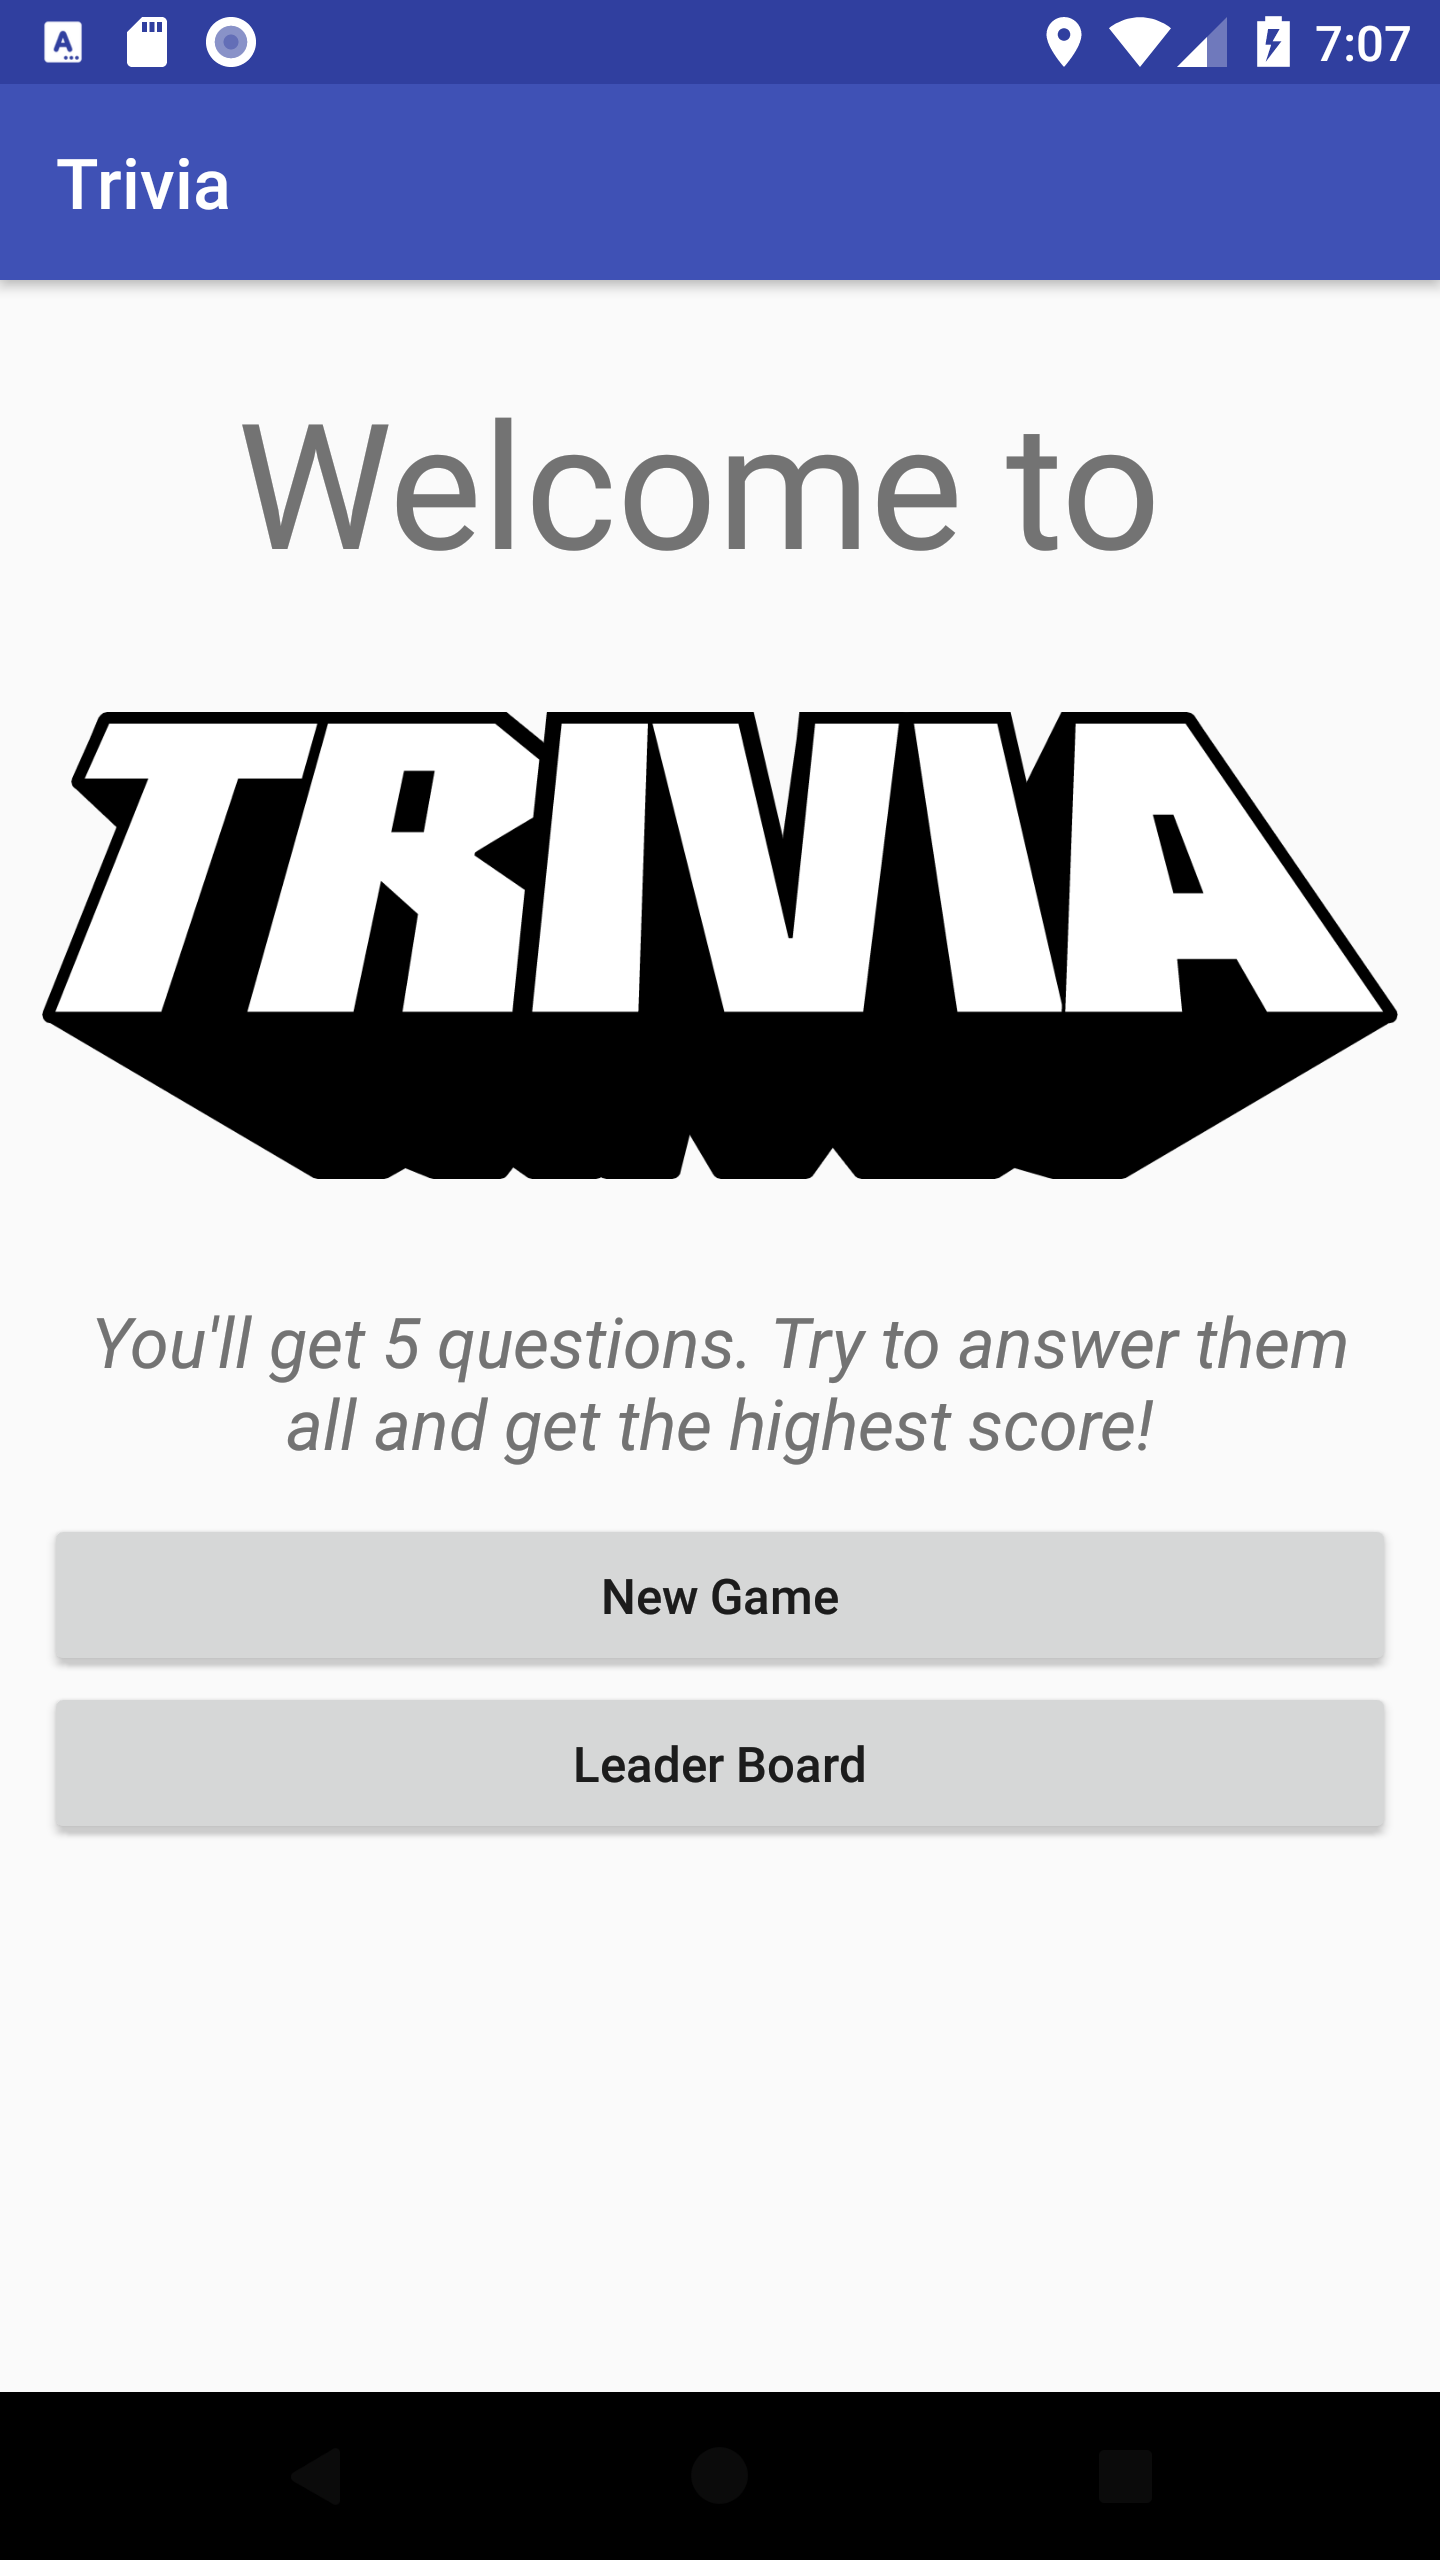 7:07
Trivia
Welcome to
TRIVIA
You'll get 5 questions. Try to answer them
all and get the highest score!
New Game
Leader Board